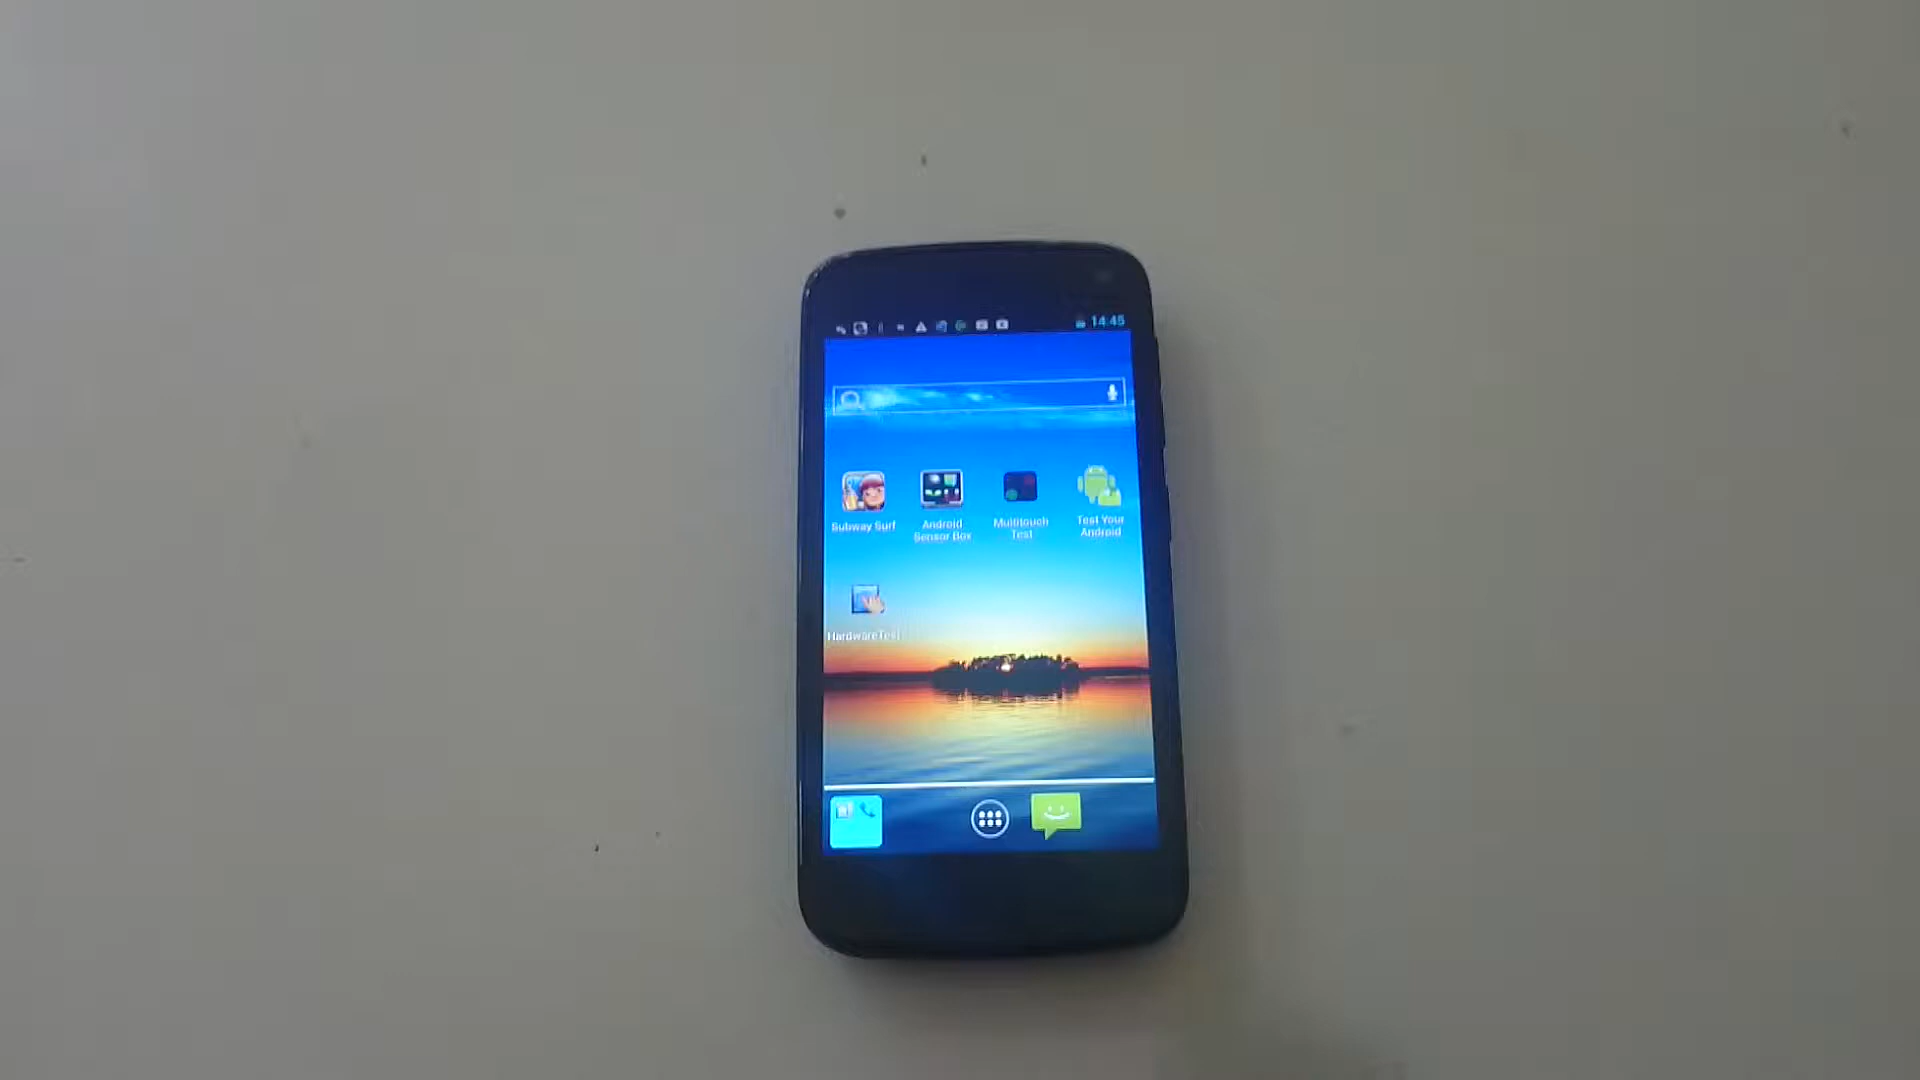 14:45
Subway Surf
Android
Sensor Box
Multitouch
Test
Test Your
Android
HardwareTest